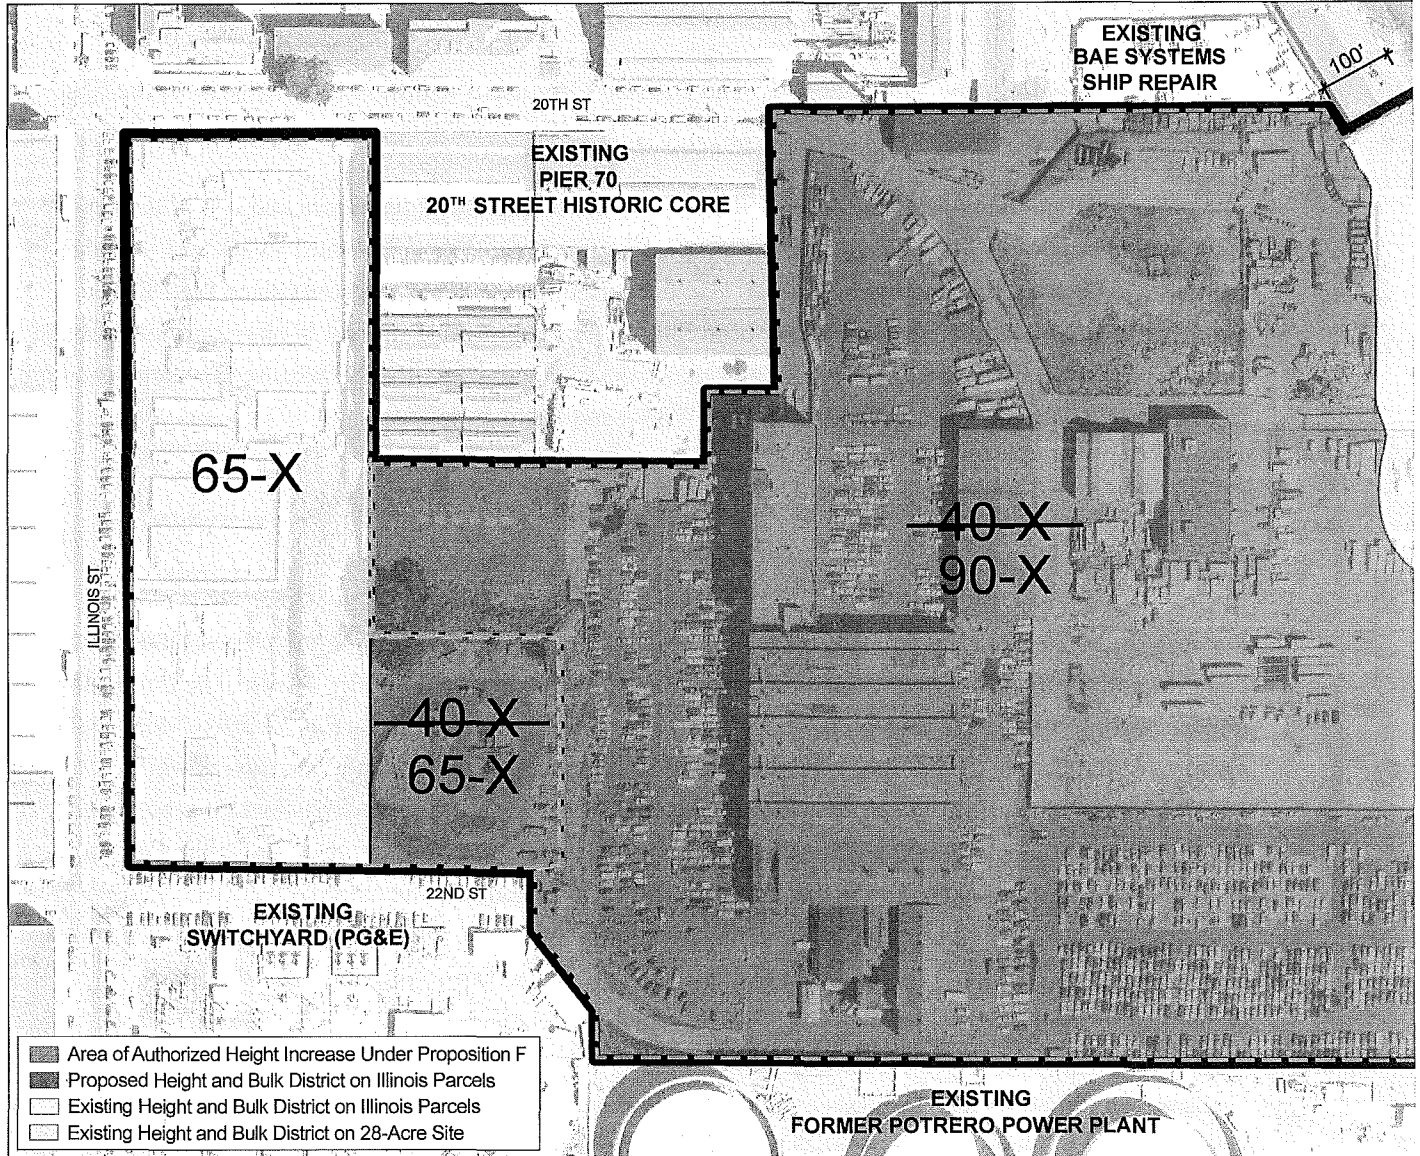 EXISTING
BAE SYSTEMS
SHIP REPAIR
100'
20TH ST
EXISTING
PIER 70
20TH STREET HISTORIC CORE
65-X
40-X
90-X
ILLINOIS ST
40-X
65-X
22ND ST
EXISTING
SWITCHYARD (PG&E)
Area of Authorized Height Increase Under Proposition F
Proposed Height and Bulk District on Illinois Parcels
Existing Height and Bulk District on Illinois Parcels
Existing Height and Bulk District on 28-Acre Site
EXISTING
FORMER POTRERO POWER PLANT